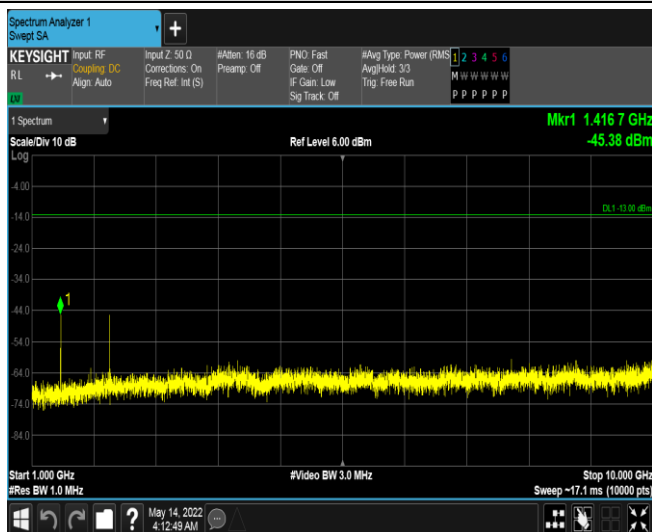 Spectrum Analyzer 1
Swept SA
KEYSIGHT
RL
Input: RF
Coupling: DC
Align: Auto
Input Z: 50 Ω
Corrections: On
Freq Ref: Int (S)
#Atten: 16 dB
Preamp: Off
PNO: Fast
Gate: Off
IF Gain: Low
Sig Track: Off
#Avg Type: Power (RMS
Avg|Hold: 3/3
Trig: Free Run
1 2 3 4 5 6
M W W W W W
P P P P P P
1 Spectrum
Mkr1 1.416 7 GHz
-45.38 dBm
Scale/Div 10 dB
Ref Level 6.00 dBm
Log
-4.00
DL1 -13.00 dBm
-14.0
-24.0
-34.0
1
-44.0
-54.0
-64.0
-74.0
-84.0
Start 1.000 GHz
#Video BW 3.0 MHz
Stop 10.000 GHz
#Res BW 1.0 MHz
Sweep ~17.1 ms (10000 pts)
?
May 14, 2022
4:12:49 AM